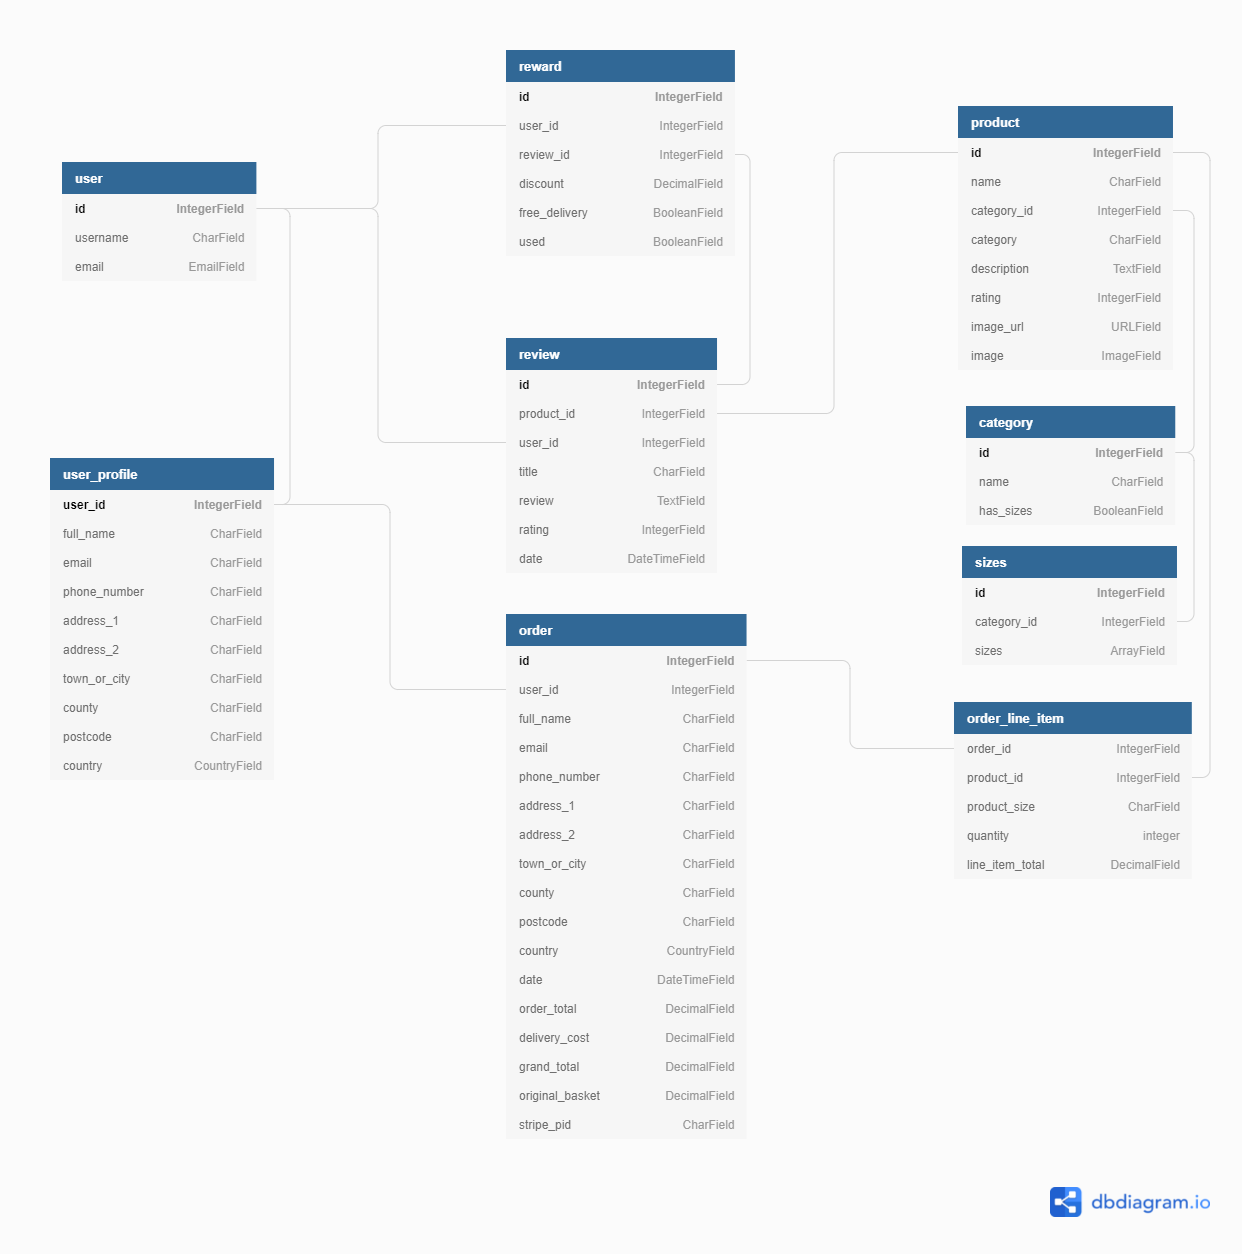 reward
id IntegerField
user_id IntegerField
review_id IntegerField
discount DecimalField
free_delivery BooleanField
used BooleanField
product
id IntegerField
name CharField
category_id IntegerField
category CharField
description TextField
rating IntegerField
image_url URLField
image ImageField
user
id IntegerField
username CharField
email EmailField
review
id IntegerField
product_id IntegerField
user_id IntegerField
title CharField
review TextField
rating IntegerField
date DateTimeField
category
id IntegerField
name CharField
has_sizes BooleanField
user_profile
user_id IntegerField
full_name CharField
email CharField
phone_number CharField
address_1 CharField
address_2 CharField
town_or_city CharField
county CharField
postcode CharField
country CountryField
sizes
id IntegerField
category_id IntegerField
sizes ArrayField
order
id IntegerField
user_id IntegerField
full_name CharField
email CharField
phone_number CharField
address_1 CharField
address_2 CharField
town_or_city CharField
county CharField
postcode CharField
country CountryField
date DateTimeField
order_total DecimalField
delivery_cost DecimalField
grand_total DecimalField
original_basket DecimalField
stripe_pid CharField
order_line_item
order_id IntegerField
product_id IntegerField
product_size CharField
quantity integer
line_item_total DecimalField
dbdiagram.io